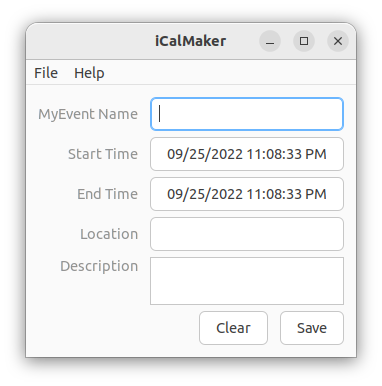 iCalMaker
File Help
MyEvent Name
Start Time 09/25/2022 11:08:33 PM
End Time 09/25/2022 11:08:33 PM
Location
Description
Clear Save